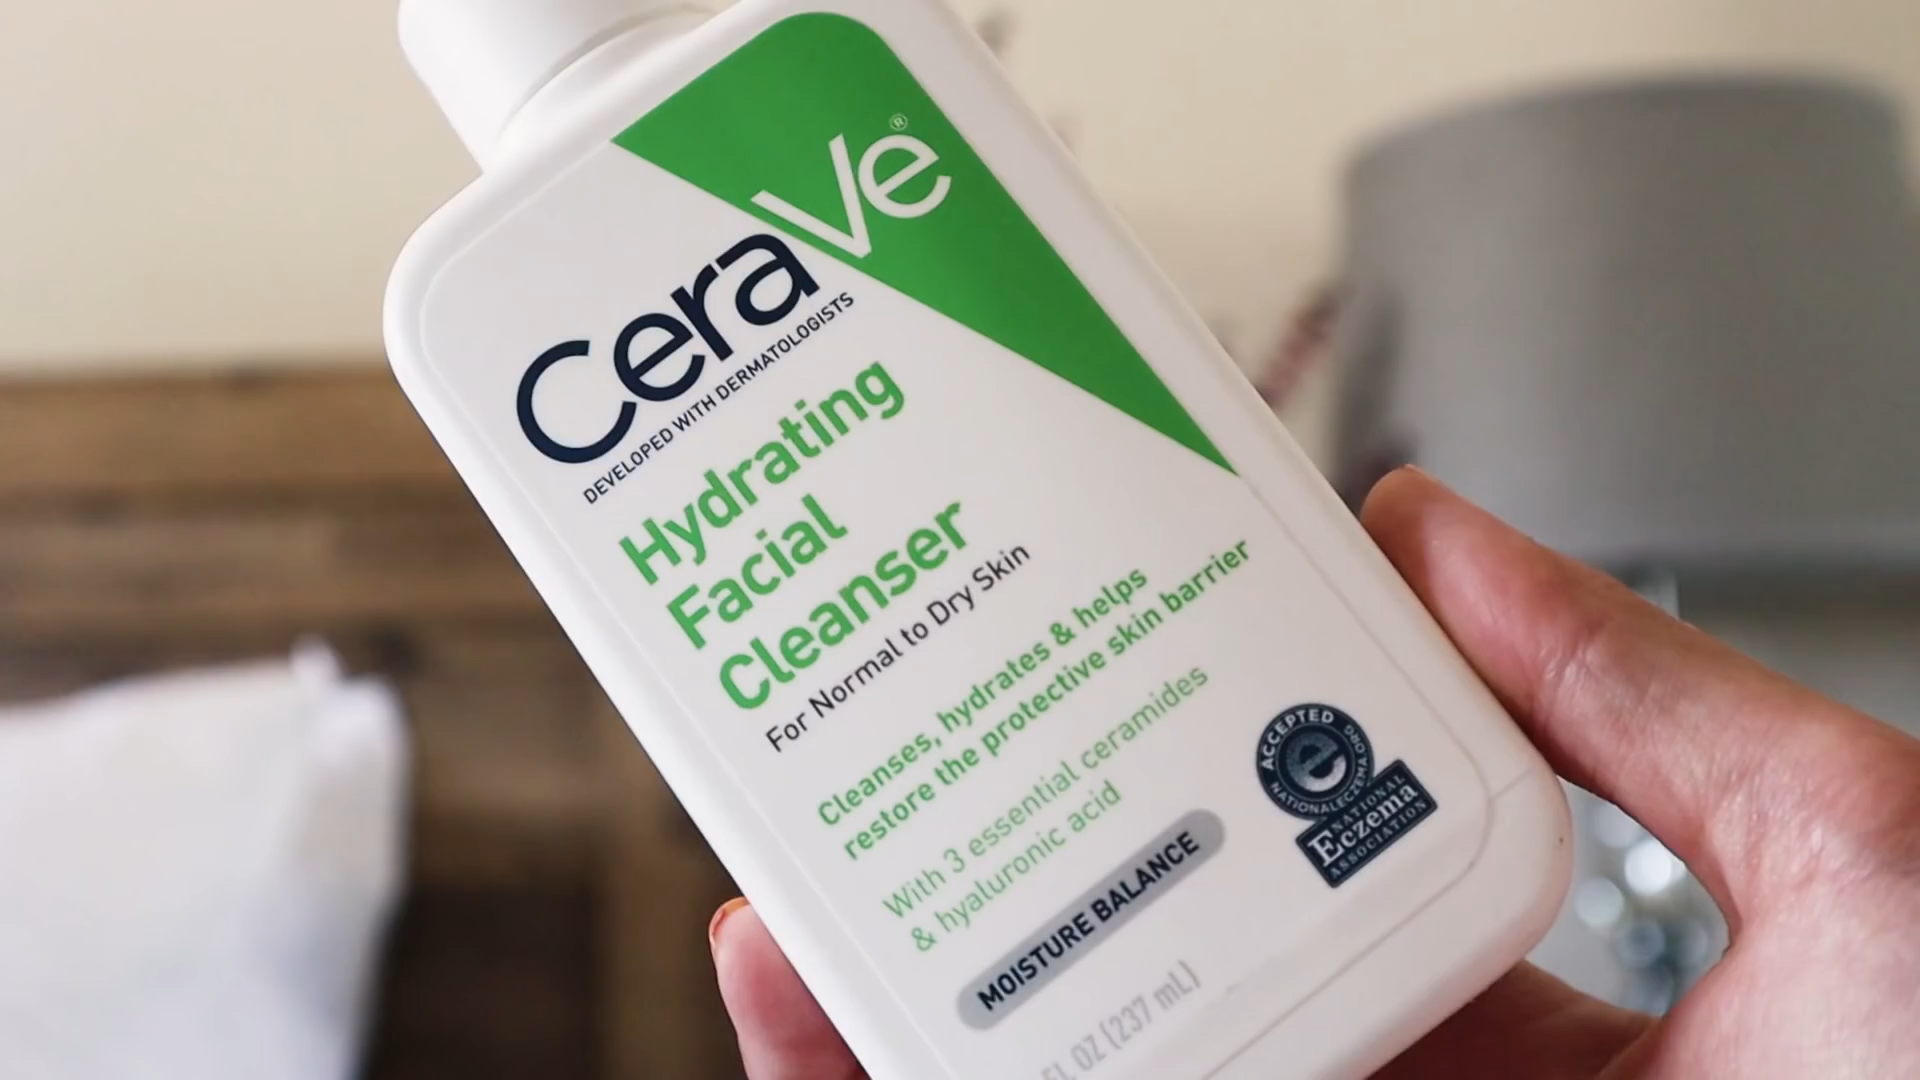 CeraVe®
DEVELOPED WITH DERMATOLOGISTS
Hydrating
Facial
Cleanser
For Normal to Dry Skin
Cleanses, hydrates & helps
restore the protective skin barrier
With 3 essential ceramides
& hyaluronic acid
MOISTURE BALANCE
FL OZ (237 mL)
ACCEPTED
NATIONALECZEMA.ORG
e
NATIONAL
Eczema
ASSOCIATION